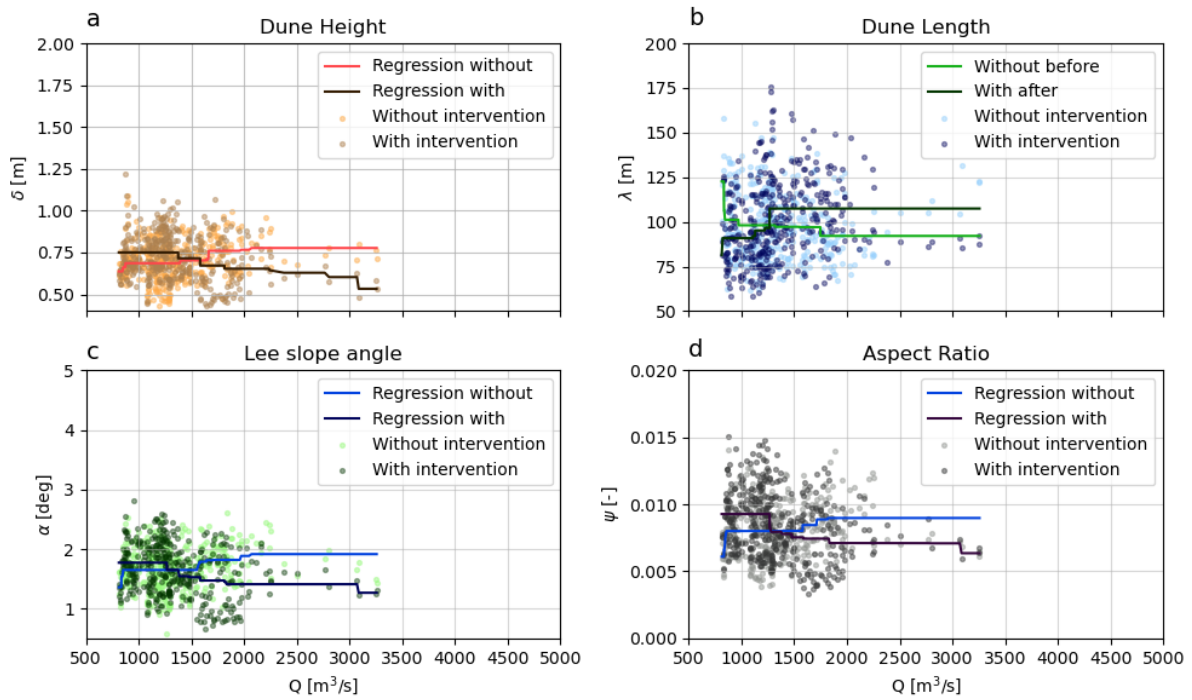 a
Dune Height
2.00
1.75
1.50
1.25
1.00
0.75
0.50
δ [m]
Regression without
Regression with
Without intervention
With intervention
b
Dune Length
200
175
150
125
100
75
50
λ [m]
Without before
With after
Without intervention
With intervention
c
Lee slope angle
5
4
3
2
1
α [deg]
Regression without
Regression with
Without intervention
With intervention
500 1000 1500 2000 2500 3000 3500 4000 4500 5000
Q [m³/s]
d
Aspect Ratio
0.020
0.015
0.010
0.005
0.000
ψ [-]
Regression without
Regression with
Without intervention
With intervention
500 1000 1500 2000 2500 3000 3500 4000 4500 5000
Q [m³/s]